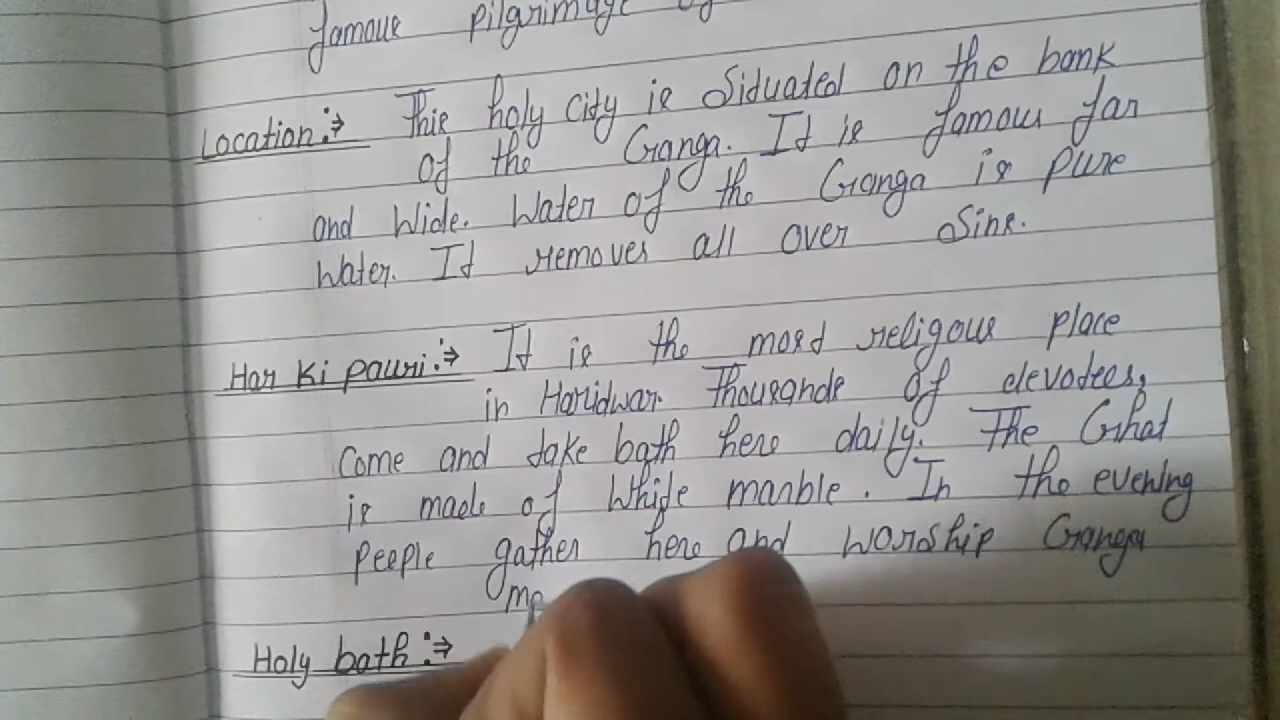 famous pilgrimage of
Location:⇒ This holy city is Situated on the bank
of the Ganga. It is famous far
and Wide. Water of the Ganga is pure
Water. It removes all over Sins.
Har Ki pauri:⇒ It is the most religous place
in Haridwar. Thousands of devotees,
Come and take bath here daily. The Ghat
is made of White marble. In the evening
peeple gather here and worship Ganga
Holy bath:⇒